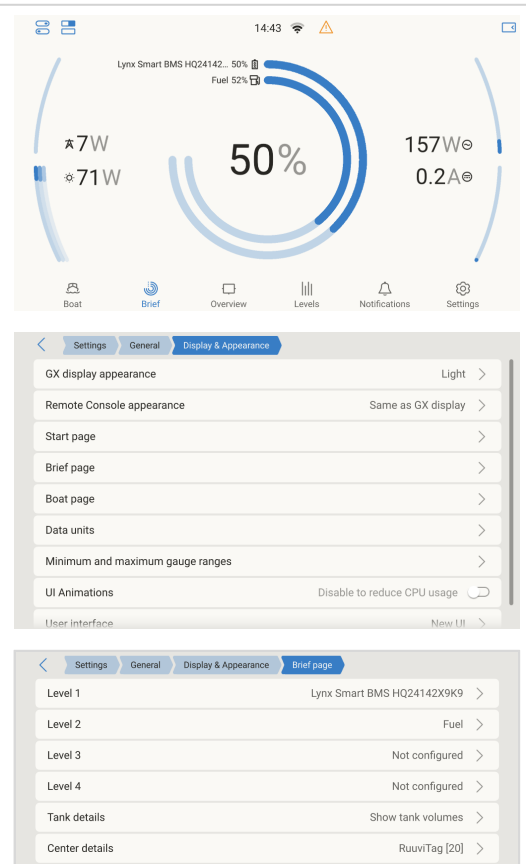 14:43
Lynx Smart BMS HQ24142... 50%
Fuel 52%
7W
71W
50%
157W
0.2A
Boat Brief Overview Levels Notifications Settings
Settings General Display & Appearance
GX display appearance Light
Remote Console appearance Same as GX display
Start page
Brief page
Boat page
Data units
Minimum and maximum gauge ranges
UI Animations Disable to reduce CPU usage
User interface New UI
Settings General Display & Appearance Brief page
Level 1 Lynx Smart BMS HQ24142X9K9
Level 2 Fuel
Level 3 Not configured
Level 4 Not configured
Tank details Show tank volumes
Center details RuuviTag [20]